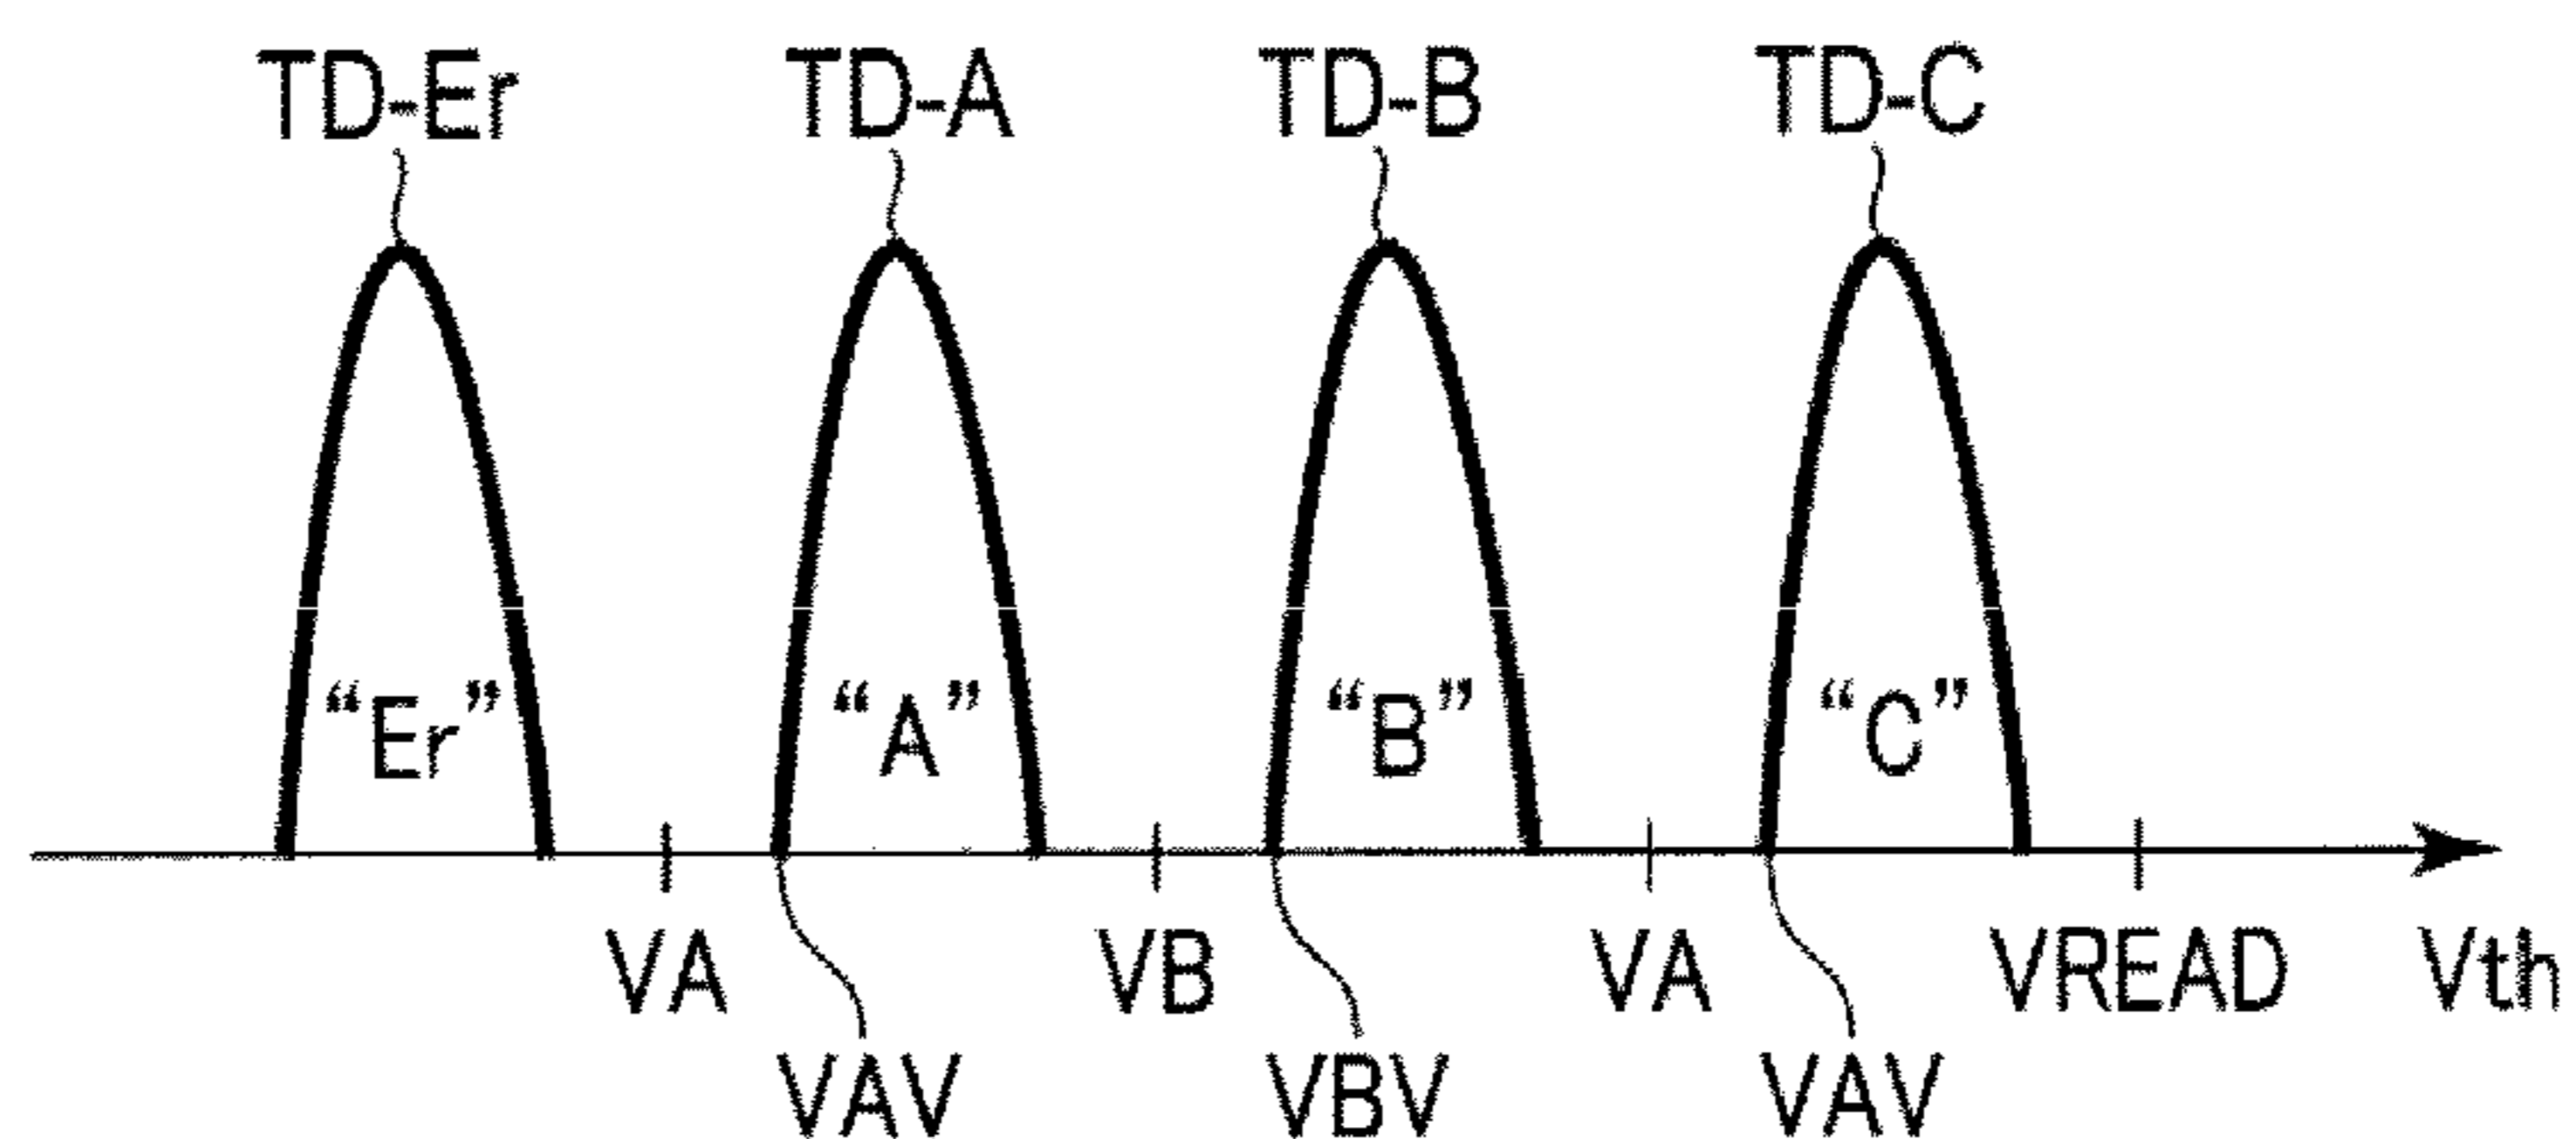 TD-Er TD-A TD-B TD-C
“Er” “A” “B” “C”
VA VB VA VREAD Vth
VAV VBV VAV